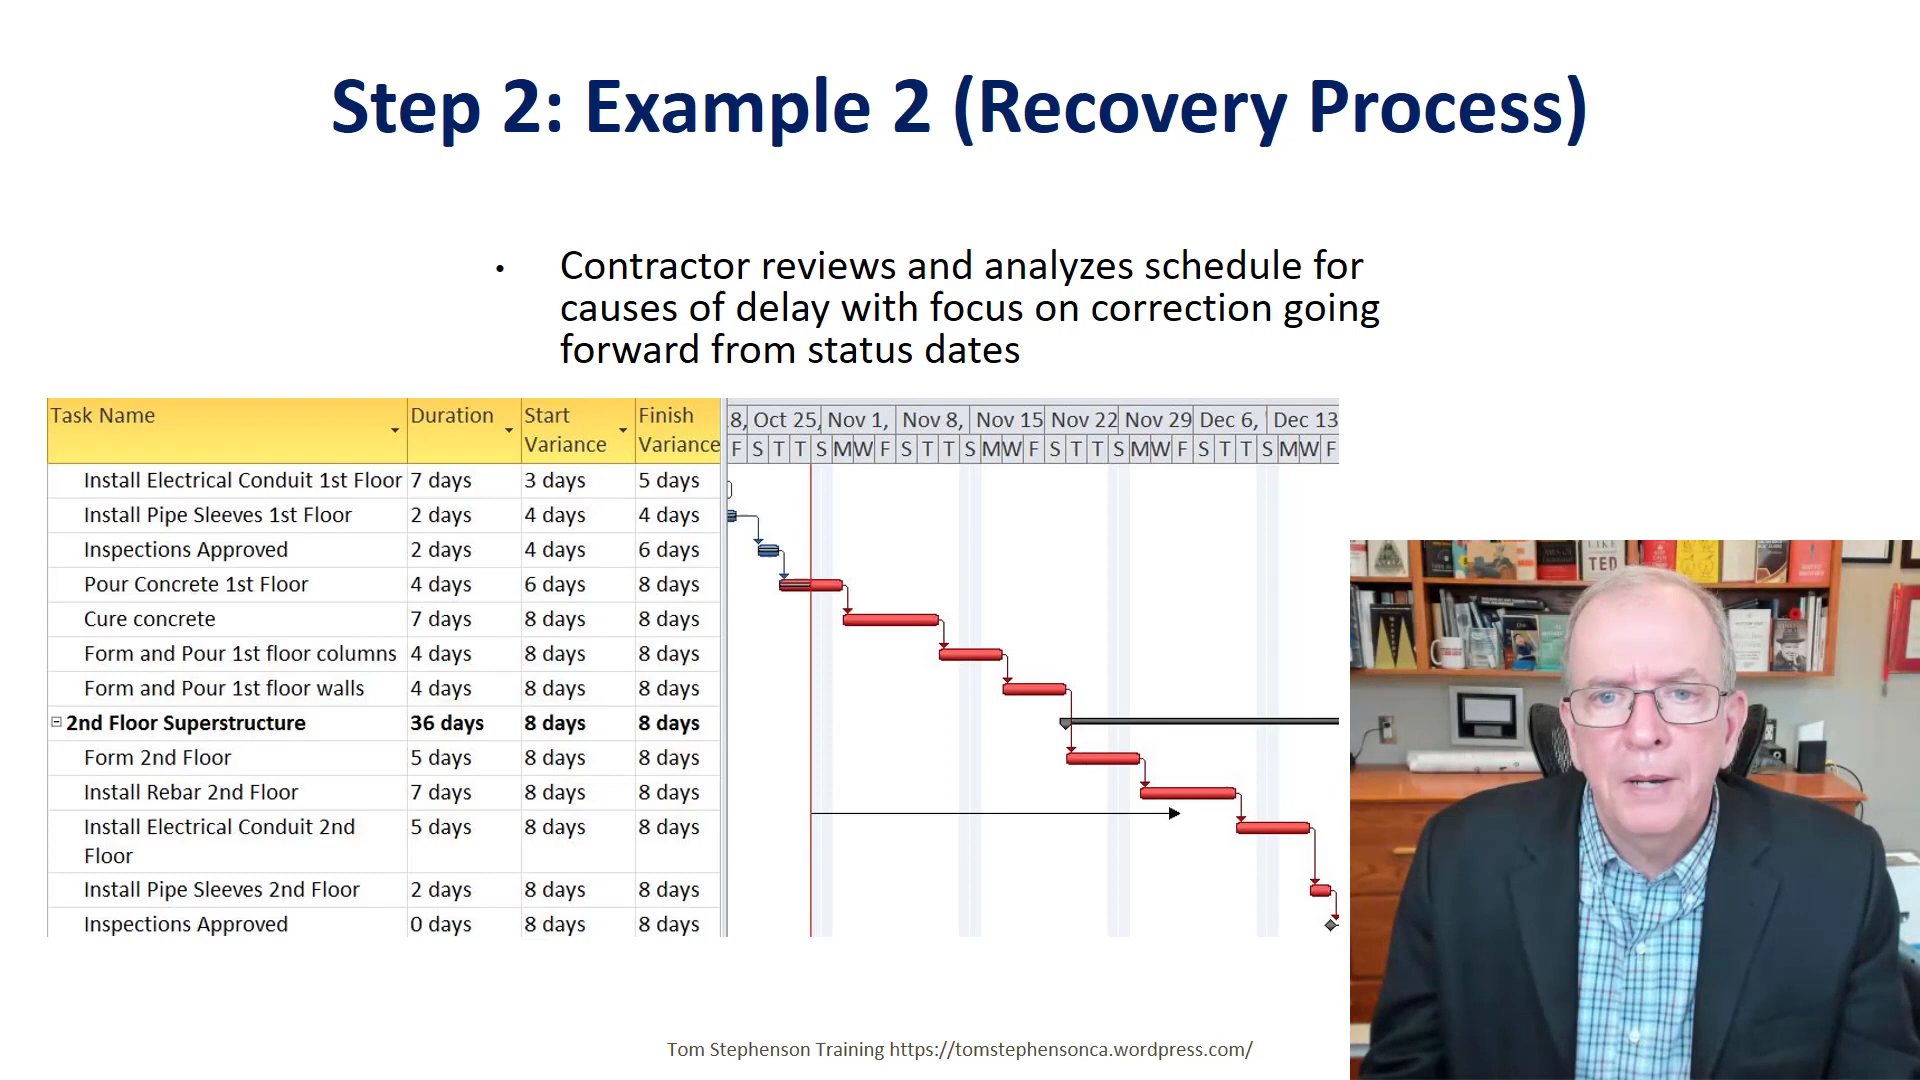 Step 2: Example 2 (Recovery Process)
• Contractor reviews and analyzes schedule for
causes of delay with focus on correction going
forward from status dates
Task Name Duration Start Variance Finish Variance
8, Oct 25, Nov 1, Nov 8, Nov 15 Nov 22 Nov 29 Dec 6, Dec 13
F S T T S M W F S T T S M W F S T T S M W F S T T S M W F
Install Electrical Conduit 1st Floor 7 days 3 days 5 days
Install Pipe Sleeves 1st Floor 2 days 4 days 4 days
Inspections Approved 2 days 4 days 6 days
Pour Concrete 1st Floor 4 days 6 days 8 days
Cure concrete 7 days 8 days 8 days
Form and Pour 1st floor columns 4 days 8 days 8 days
Form and Pour 1st floor walls 4 days 8 days 8 days
2nd Floor Superstructure 36 days 8 days 8 days
Form 2nd Floor 5 days 8 days 8 days
Install Rebar 2nd Floor 7 days 8 days 8 days
Install Electrical Conduit 2nd Floor 5 days 8 days 8 days
Install Pipe Sleeves 2nd Floor 2 days 8 days 8 days
Inspections Approved 0 days 8 days 8 days
TED
Tom Stephenson Training https://tomstephensonca.wordpress.com/